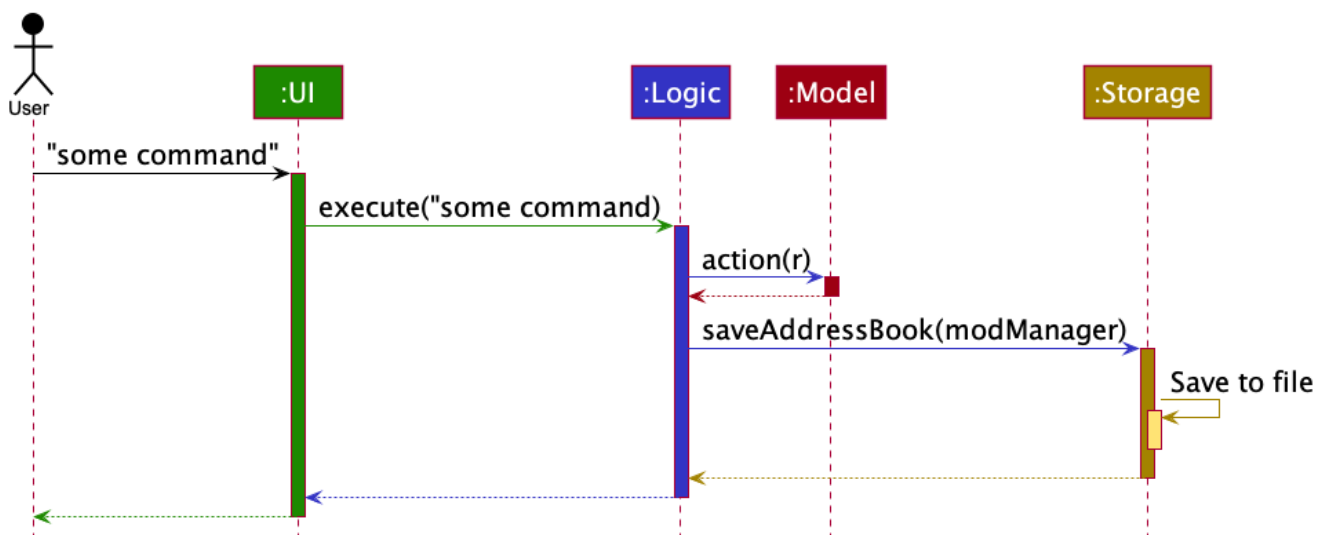 :UI
:Logic
:Model
:Storage
User
"some command"
execute("some command)
action(r)
saveAddressBook(modManager)
Save to file